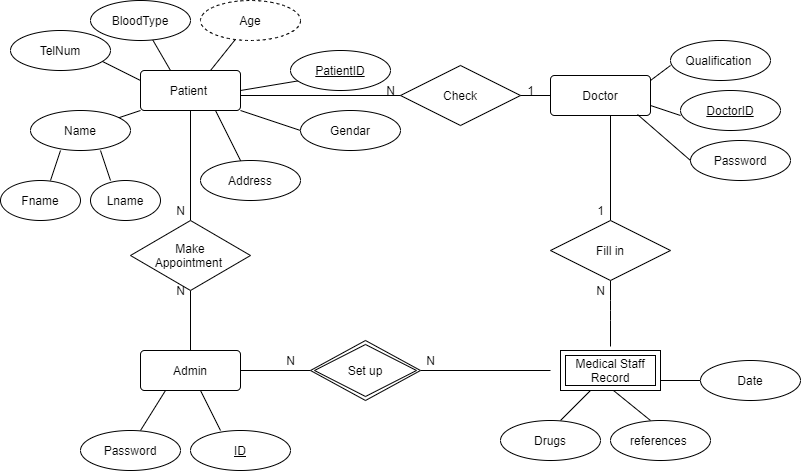 BloodType
Age
TelNum
Qualification
PatientID
Patient
N
Check
1
Doctor
DoctorID
Name
Gendar
Password
Address
Fname
Lname
N
1
Make
Appointment
Fill in
N
N
Admin
N
Set up
N
Medical Staff
Record
Date
Password
ID
Drugs
references